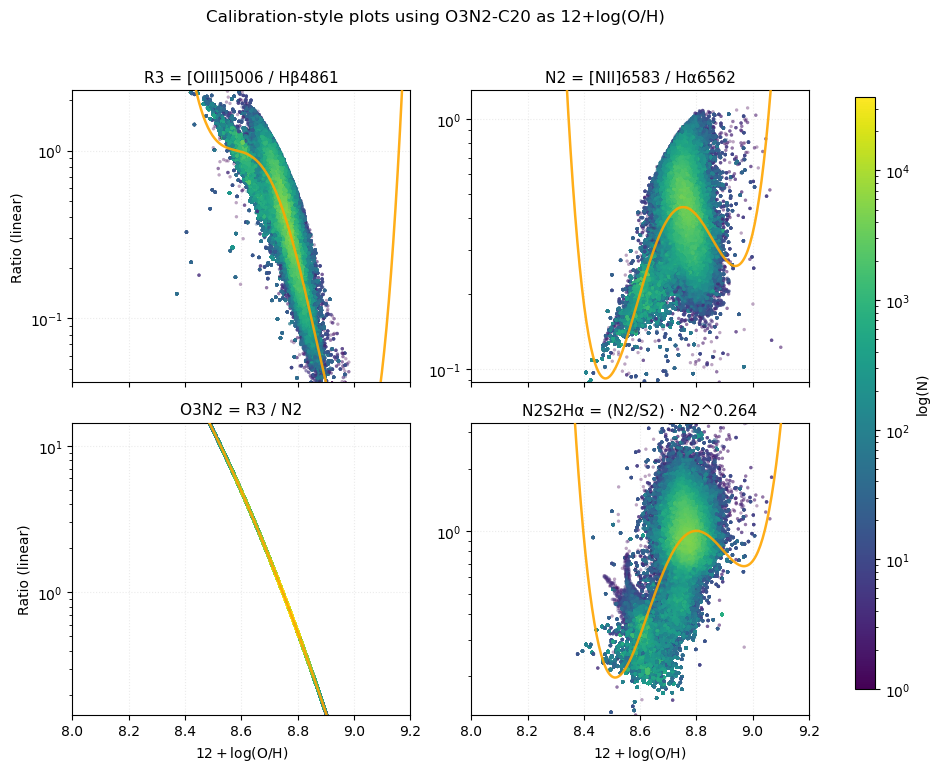 Calibration-style plots using O3N2-C20 as 12+log(O/H)
R3 = [OIII]5006 / Hβ4861
N2 = [NII]6583 / Hα6562
Ratio (linear)
10⁰
10⁻¹
10⁰
10⁻¹
O3N2 = R3 / N2
N2S2Hα = (N2/S2) · N2^0.264
Ratio (linear)
10¹
10⁰
10⁰
8.0 8.2 8.4 8.6 8.8 9.0 9.2
8.0 8.2 8.4 8.6 8.8 9.0 9.2
12 + log(O/H)
12 + log(O/H)
10⁴
10³
10²
10¹
10⁰
log(N)